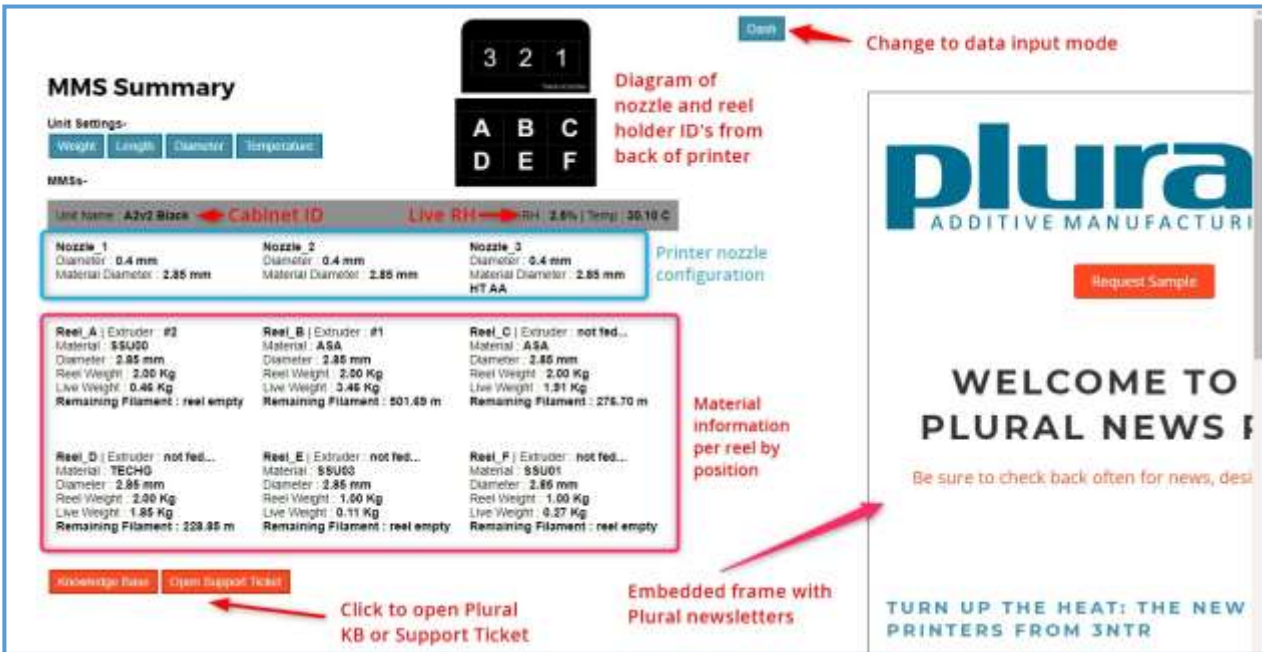 Dash
Change to data input mode
3 2 1
Diagram of
nozzle and reel
holder ID's from
back of printer
A B C
D E F
MMS Summary
Unit Settings-
Weight Length Diameter Temperature
MMSs-
Unit Name : A2v2 Black Cabinet ID Live RH RH : 2.6% | Temp : 30.10 C
Nozzle_1 Nozzle_2 Nozzle_3
Diameter : 0.4 mm Diameter : 0.4 mm Diameter : 0.4 mm
Material Diameter : 2.85 mm Material Diameter : 2.85 mm Material Diameter : 2.85 mm
HT AA
Printer nozzle
configuration
Reel_A | Extruder : #2 Reel_B | Extruder : #1 Reel_C | Extruder : not fed...
Material : SSU00 Material : ASA Material : ASA
Diameter : 2.85 mm Diameter : 2.85 mm Diameter : 2.85 mm
Reel Weight : 2.00 Kg Reel Weight : 2.00 Kg Reel Weight : 2.00 Kg
Live Weight : 0.46 Kg Live Weight : 3.46 Kg Live Weight : 1.91 Kg
Remaining Filament : reel empty Remaining Filament : 501.69 m Remaining Filament : 276.70 m
Reel_D | Extruder : not fed... Reel_E | Extruder : not fed... Reel_F | Extruder : not fed...
Material : TECHG Material : SSU03 Material : SSU01
Diameter : 2.85 mm Diameter : 2.85 mm Diameter : 2.85 mm
Reel Weight : 2.00 Kg Reel Weight : 1.00 Kg Reel Weight : 1.00 Kg
Live Weight : 1.85 Kg Live Weight : 0.11 Kg Live Weight : 0.27 Kg
Remaining Filament : 228.85 m Remaining Filament : reel empty Remaining Filament : reel empty
Material
information
per reel by
position
Knowledge Base Open Support Ticket
Click to open Plural
KB or Support Ticket
Embedded frame with
Plural newsletters
plura
ADDITIVE MANUFACTURI
Request Sample
WELCOME TO
PLURAL NEWS
Be sure to check back often for news, desi
TURN UP THE HEAT: THE NEW
PRINTERS FROM 3NTR